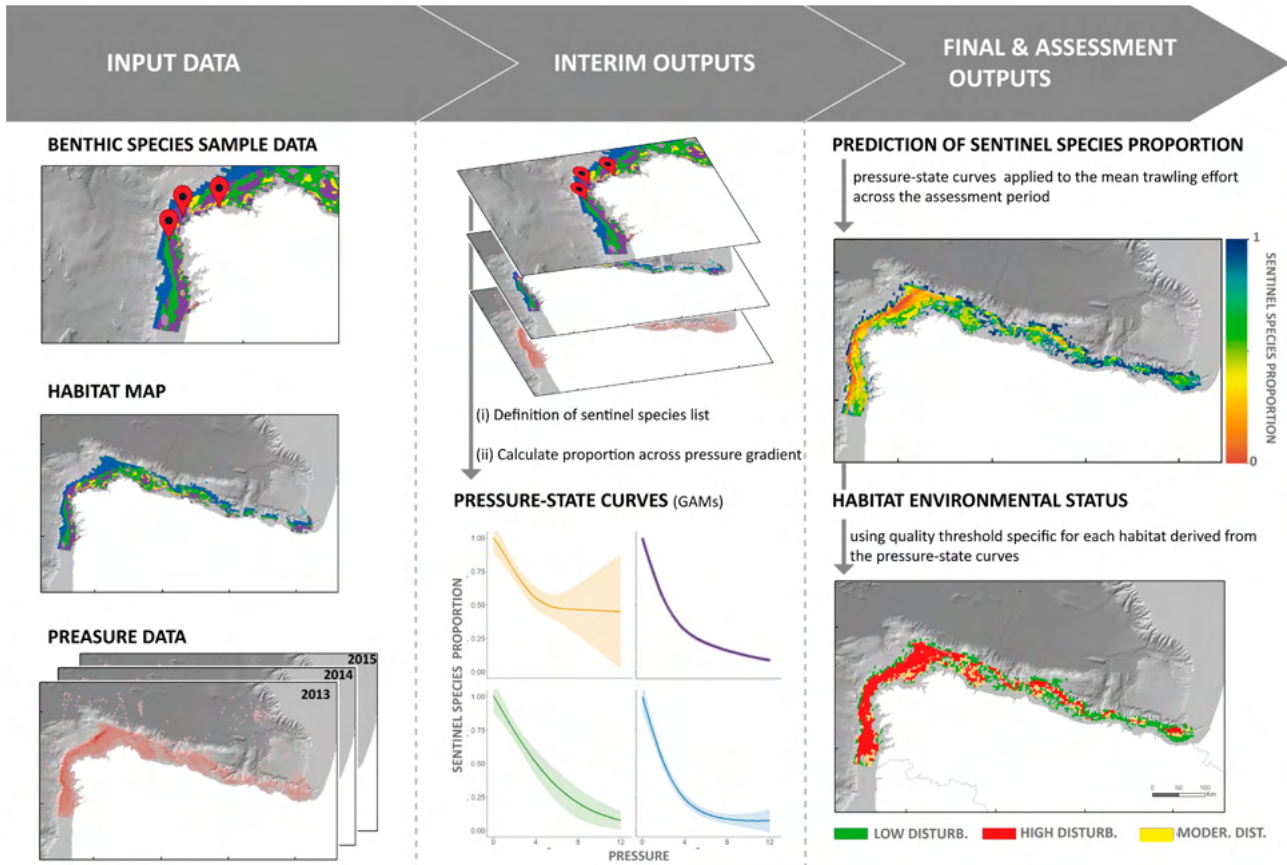 INPUT DATA
INTERIM OUTPUTS
FINAL & ASSESSMENT
OUTPUTS
BENTHIC SPECIES SAMPLE DATA
HABITAT MAP
PREASURE DATA
2015
2014
2013
(i) Definition of sentinel species list
(ii) Calculate proportion across pressure gradient
PRESSURE-STATE CURVES (GAMs)
SENTINEL SPECIES PROPORTION
1.00
0.75
0.50
0.25
0.00
1.00
0.75
0.50
0.25
0.00
0
4
8
12
0
4
8
12
PRESSURE
PREDICTION OF SENTINEL SPECIES PROPORTION
pressure-state curves applied to the mean trawling effort
across the assessment period
1
0
SENTINEL SPECIES PROPORTION
HABITAT ENVIRONMENTAL STATUS
using quality threshold specific for each habitat derived from
the pressure-state curves
0 50 100
Km
LOW DISTURB.
HIGH DISTURB.
MODER. DIST.